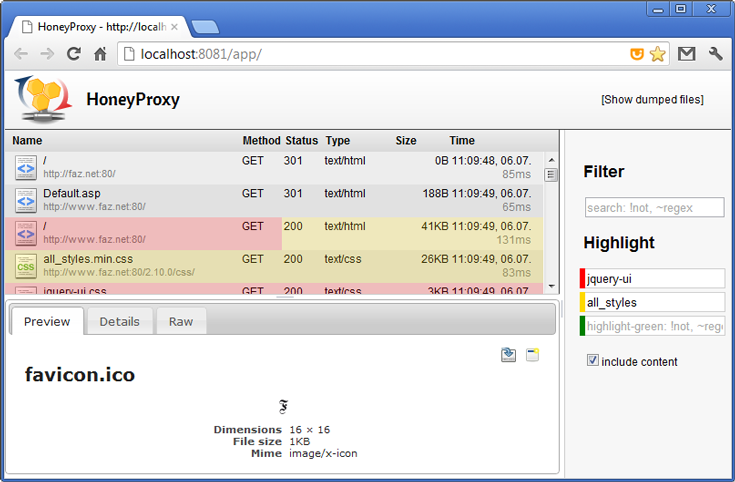 HoneyProxy - http://localh
localhost:8081/app/
HoneyProxy
[Show dumped files]
Name Method Status Type Size Time
/ GET 301 text/html 0B 11:09:48, 06.07.
http://faz.net:80/ 85ms
Default.asp GET 301 text/html 188B 11:09:49, 06.07.
http://www.faz.net:80/ 65ms
/ GET 200 text/html 41KB 11:09:49, 06.07.
http://www.faz.net:80/ 131ms
all_styles.min.css GET 200 text/css 26KB 11:09:49, 06.07.
http://www.faz.net:80/2.10.0/css/ 83ms
jquery-ui.css GET 200 text/css 3KB 11:09:49, 06.07.
Filter
search: !not, ~regex
Highlight
jquery-ui
all_styles
highlight-green: !not, ~rege
include content
Preview Details Raw
favicon.ico
F
Dimensions 16 × 16
File size 1KB
Mime image/x-icon